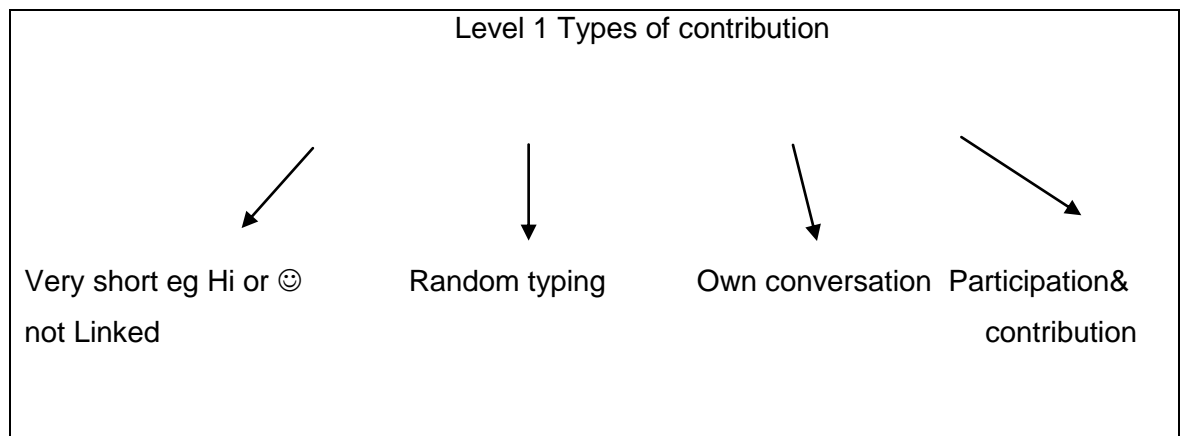 Level 1 Types of contribution
Very short eg Hi or ☺ Random typing Own conversation Participation&
not Linked contribution